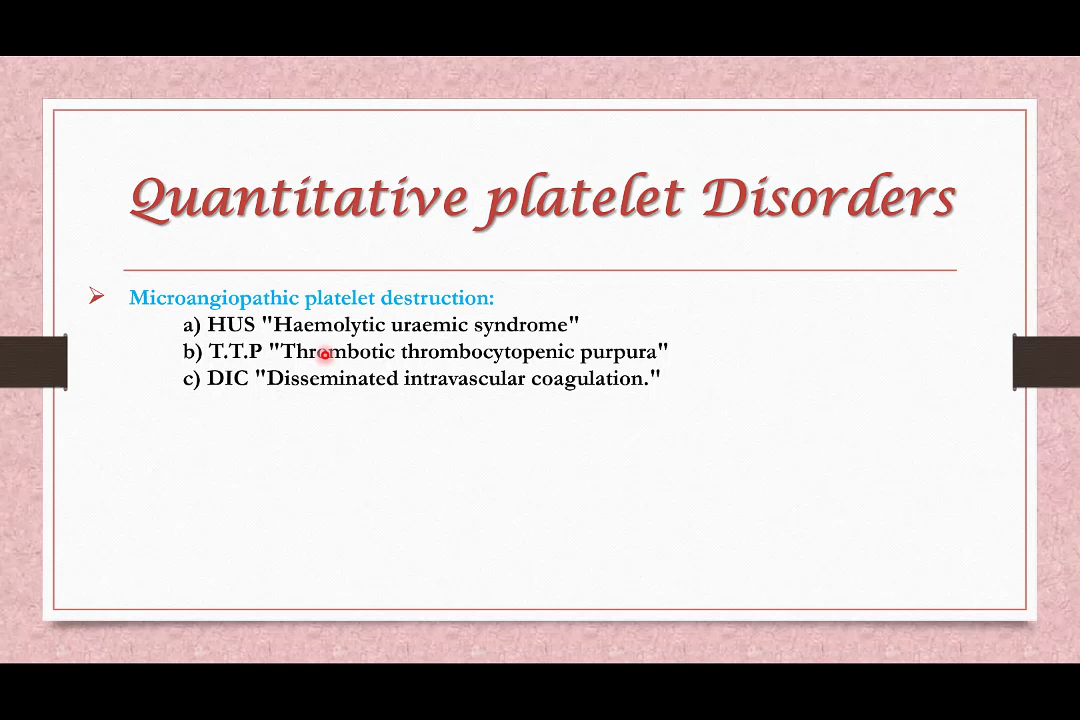 Quantitative platelet Disorders
Microangiopathic platelet destruction:
a) HUS "Haemolytic uraemic syndrome"
b) T.T.P "Thrombotic thrombocytopenic purpura"
c) DIC "Disseminated intravascular coagulation."